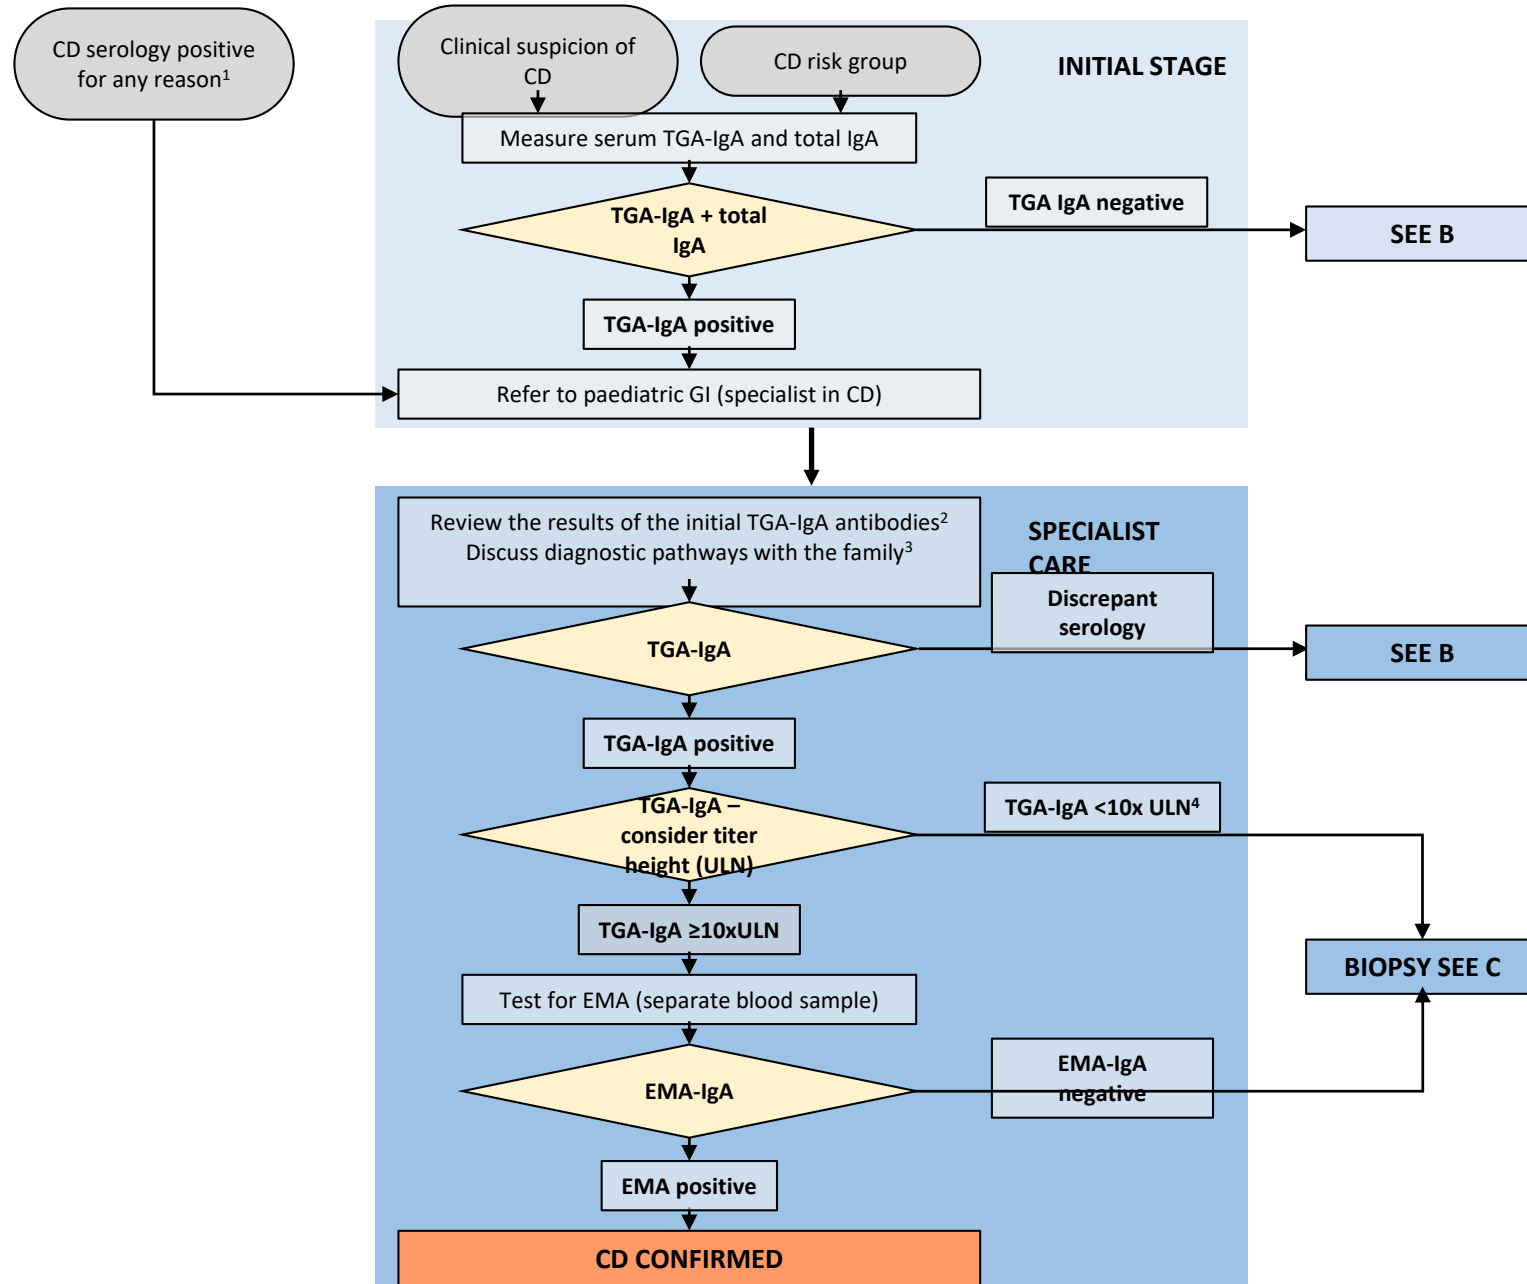 CD serology positive
for any reason¹
Clinical suspicion of
CD
CD risk group
INITIAL STAGE
Measure serum TGA-IgA and total IgA
TGA-IgA + total
IgA
TGA IgA negative
SEE B
TGA-IgA positive
Refer to paediatric GI (specialist in CD)
Review the results of the initial TGA-IgA antibodies²
Discuss diagnostic pathways with the family³
SPECIALIST
CARE
Discrepant
serology
TGA-IgA
SEE B
TGA-IgA positive
TGA-IgA –
consider titer
height (ULN)
TGA-IgA <10x ULN⁴
TGA-IgA ≥10xULN
BIOPSY SEE C
Test for EMA (separate blood sample)
EMA-IgA
EMA-IgA
negative
EMA positive
CD CONFIRMED